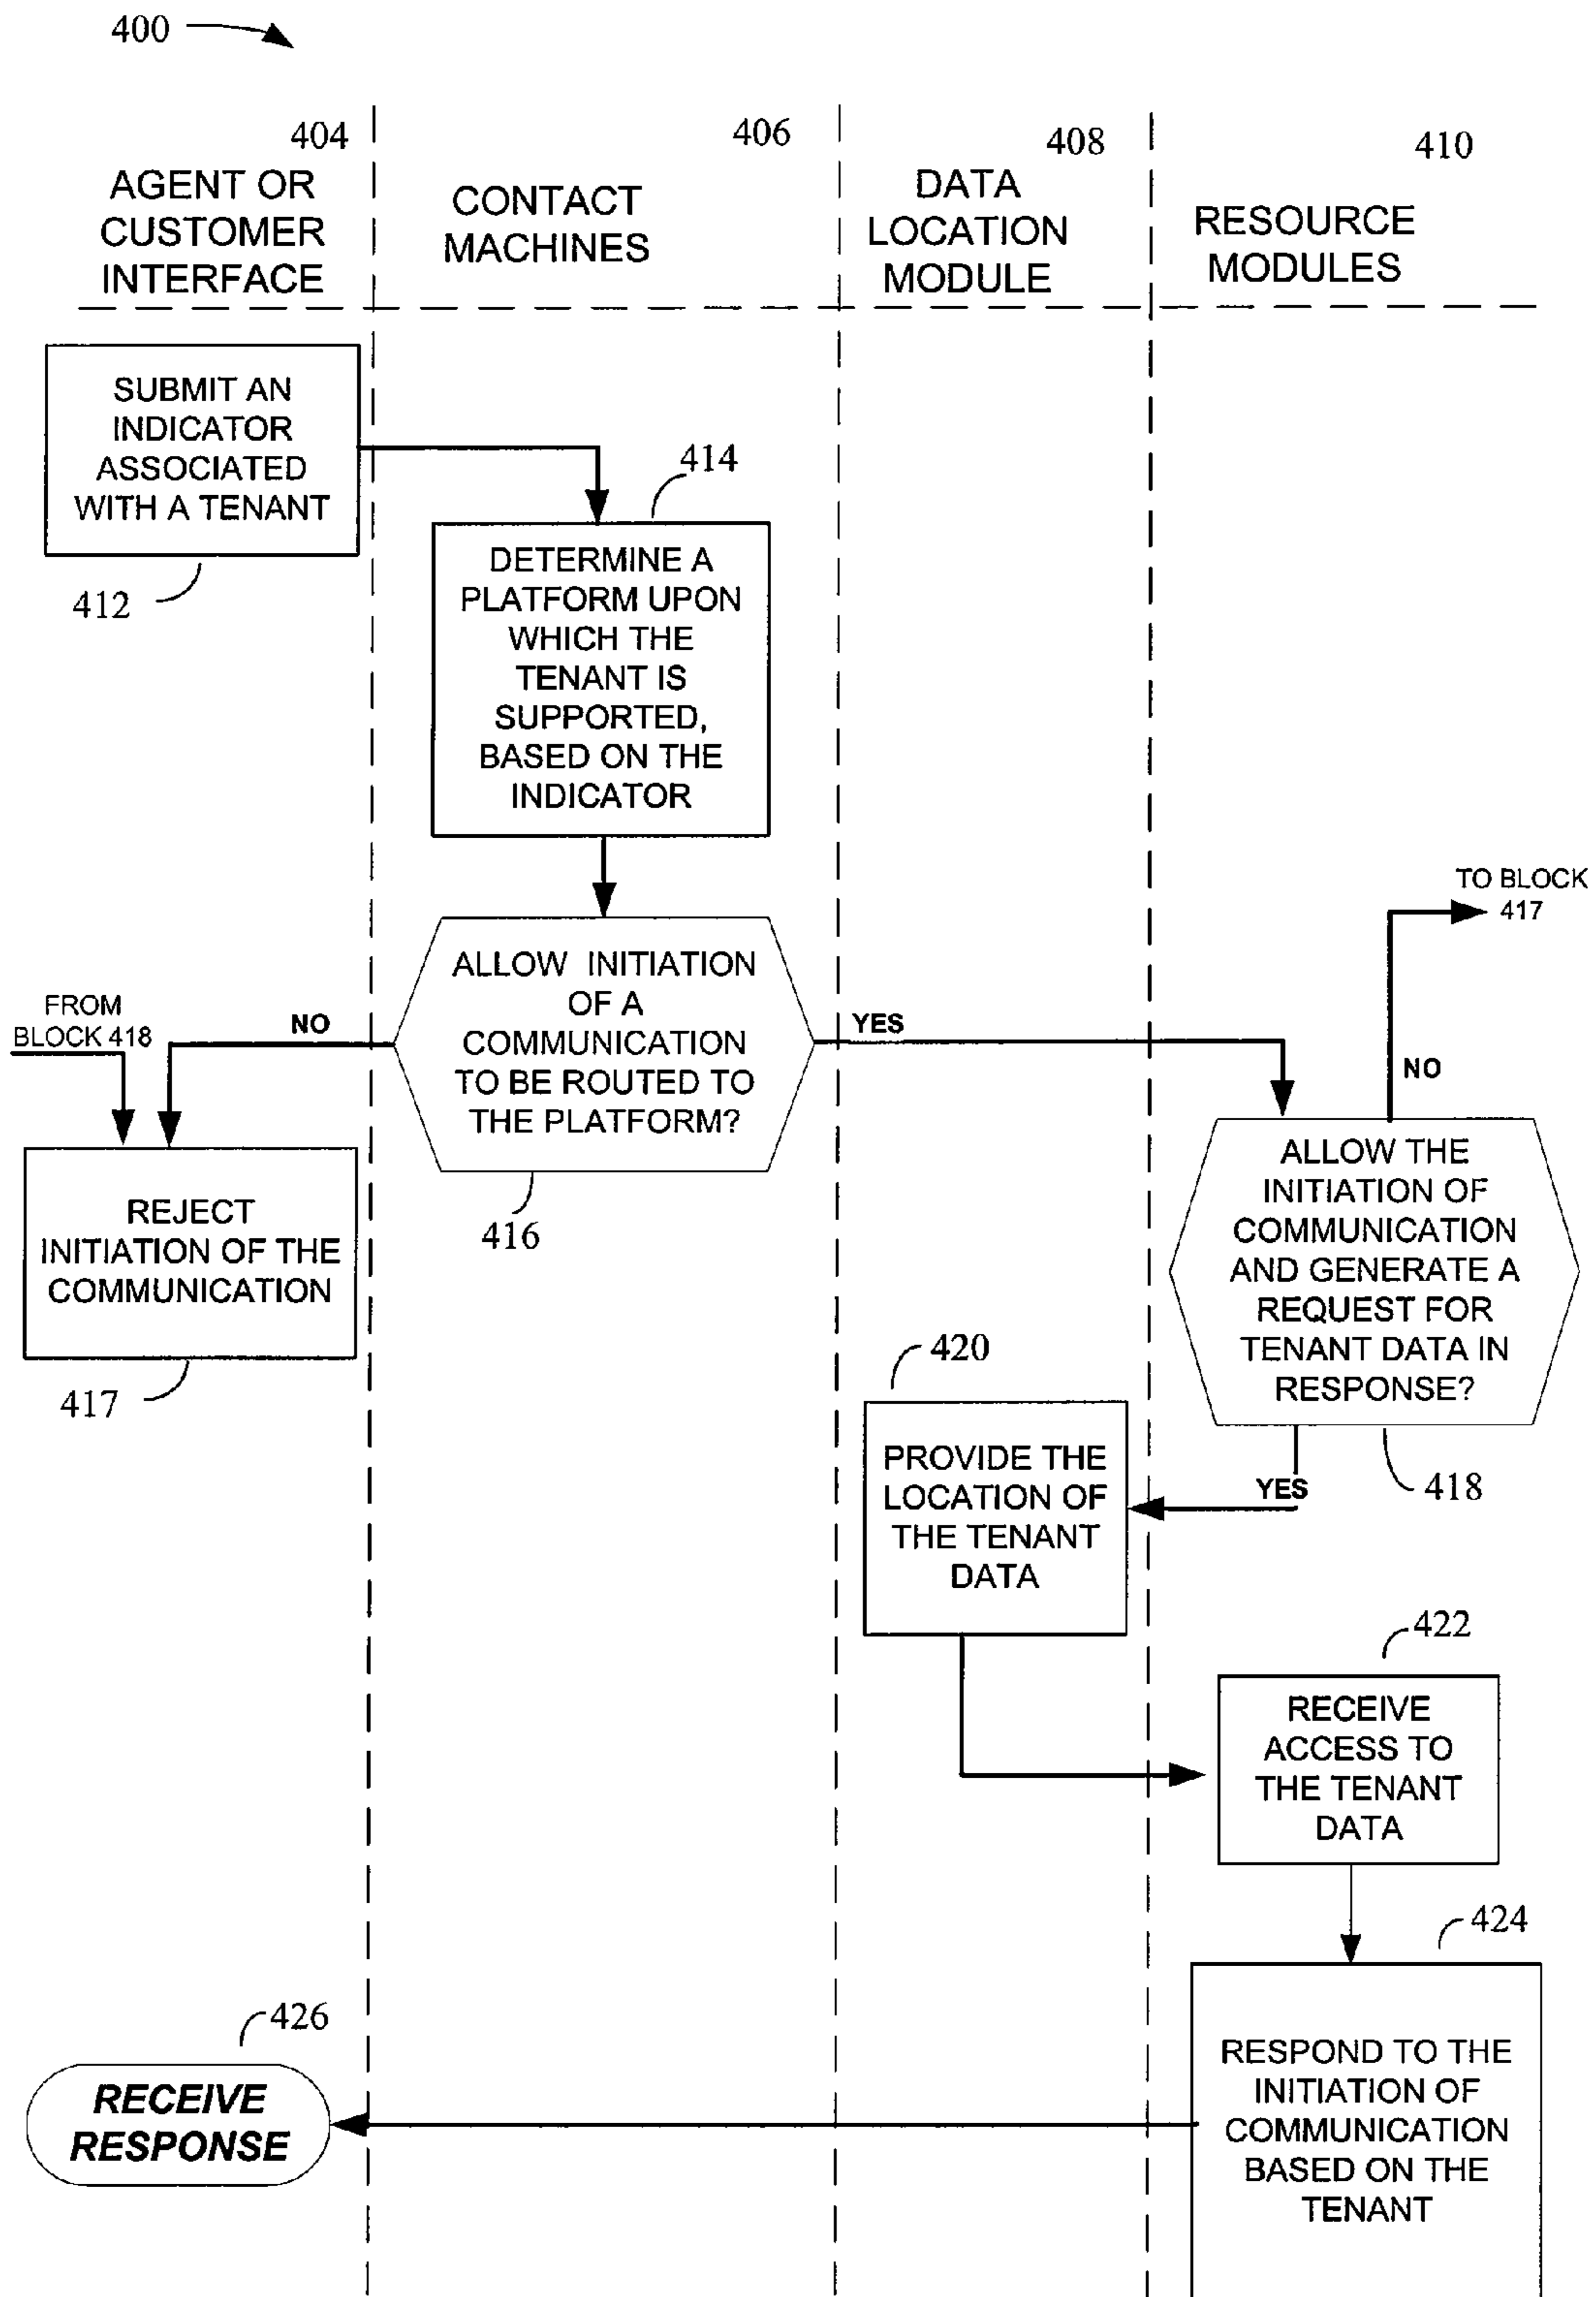 400
404
AGENT OR
CUSTOMER
INTERFACE
406
CONTACT
MACHINES
408
DATA
LOCATION
MODULE
410
RESOURCE
MODULES
SUBMIT AN
INDICATOR
ASSOCIATED
WITH A TENANT
412
414
DETERMINE A
PLATFORM UPON
WHICH THE
TENANT IS
SUPPORTED,
BASED ON THE
INDICATOR
TO BLOCK
417
ALLOW INITIATION
OF A
COMMUNICATION
TO BE ROUTED TO
THE PLATFORM?
416
FROM
BLOCK 418
NO
YES
NO
REJECT
INITIATION OF THE
COMMUNICATION
417
ALLOW THE
INITIATION OF
COMMUNICATION
AND GENERATE A
REQUEST FOR
TENANT DATA IN
RESPONSE?
418
YES
420
PROVIDE THE
LOCATION OF
THE TENANT
DATA
422
RECEIVE
ACCESS TO
THE TENANT
DATA
424
RESPOND TO THE
INITIATION OF
COMMUNICATION
BASED ON THE
TENANT
426
RECEIVE
RESPONSE